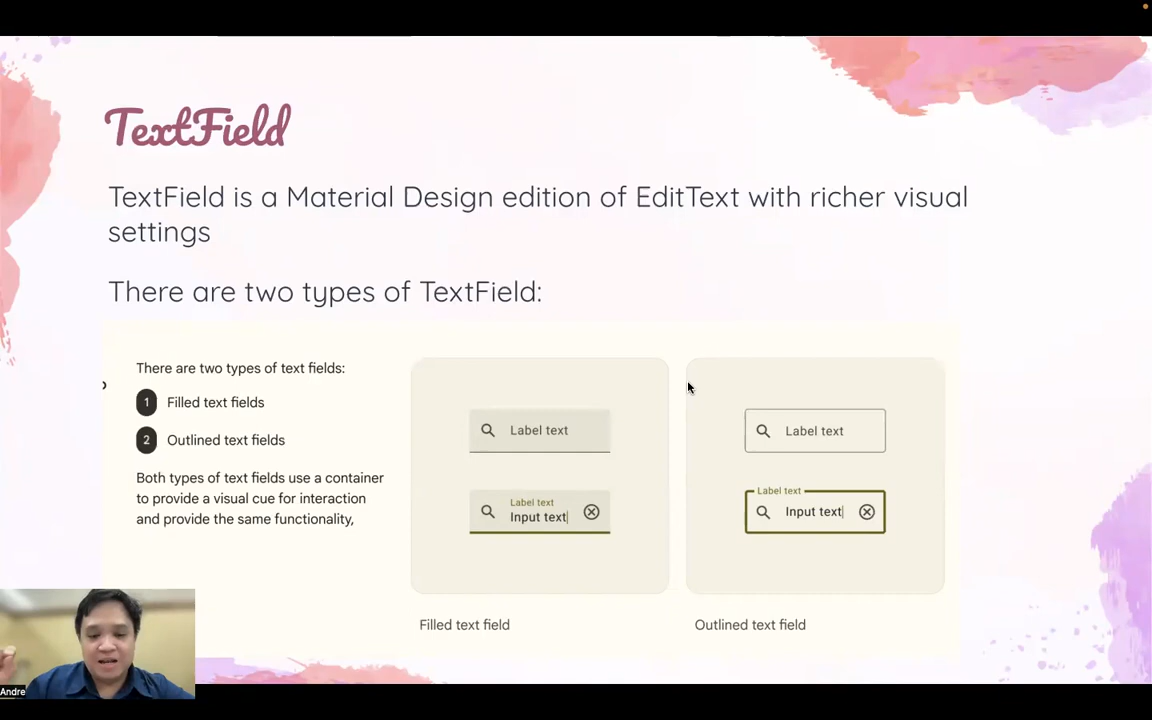 TextField
TextField is a Material Design edition of EditText with richer visual
settings
There are two types of TextField:
There are two types of text fields:
1 Filled text fields
2 Outlined text fields
Both types of text fields use a container
to provide a visual cue for interaction
and provide the same functionality,
Label text
Label text
Input text
Filled text field
Label text
Label text
Input text
Outlined text field
Andre